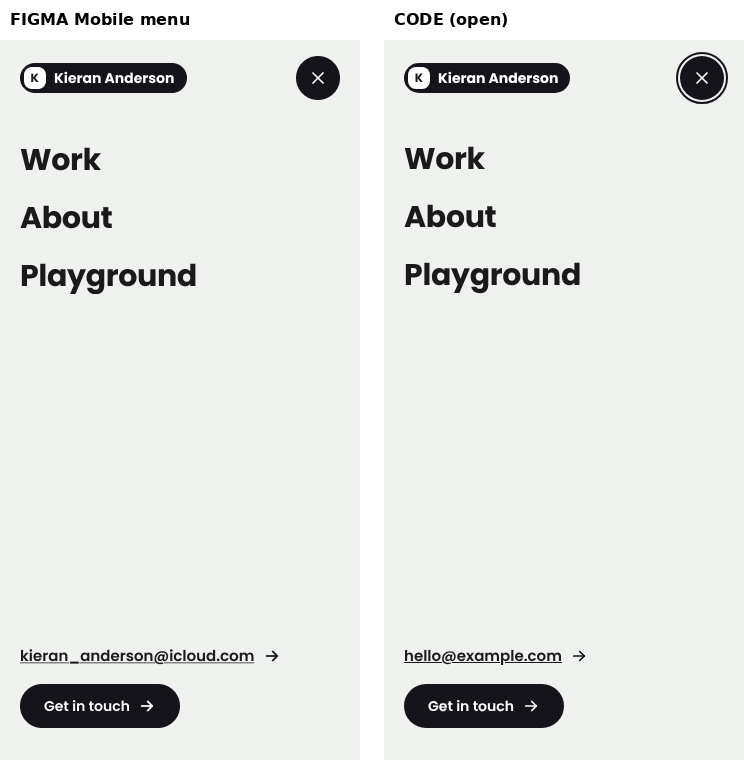 FIGMA Mobile menu
K Kieran Anderson
Work
About
Playground
kieran_anderson@icloud.com →
Get in touch →
CODE (open)
K Kieran Anderson
Work
About
Playground
hello@example.com →
Get in touch →